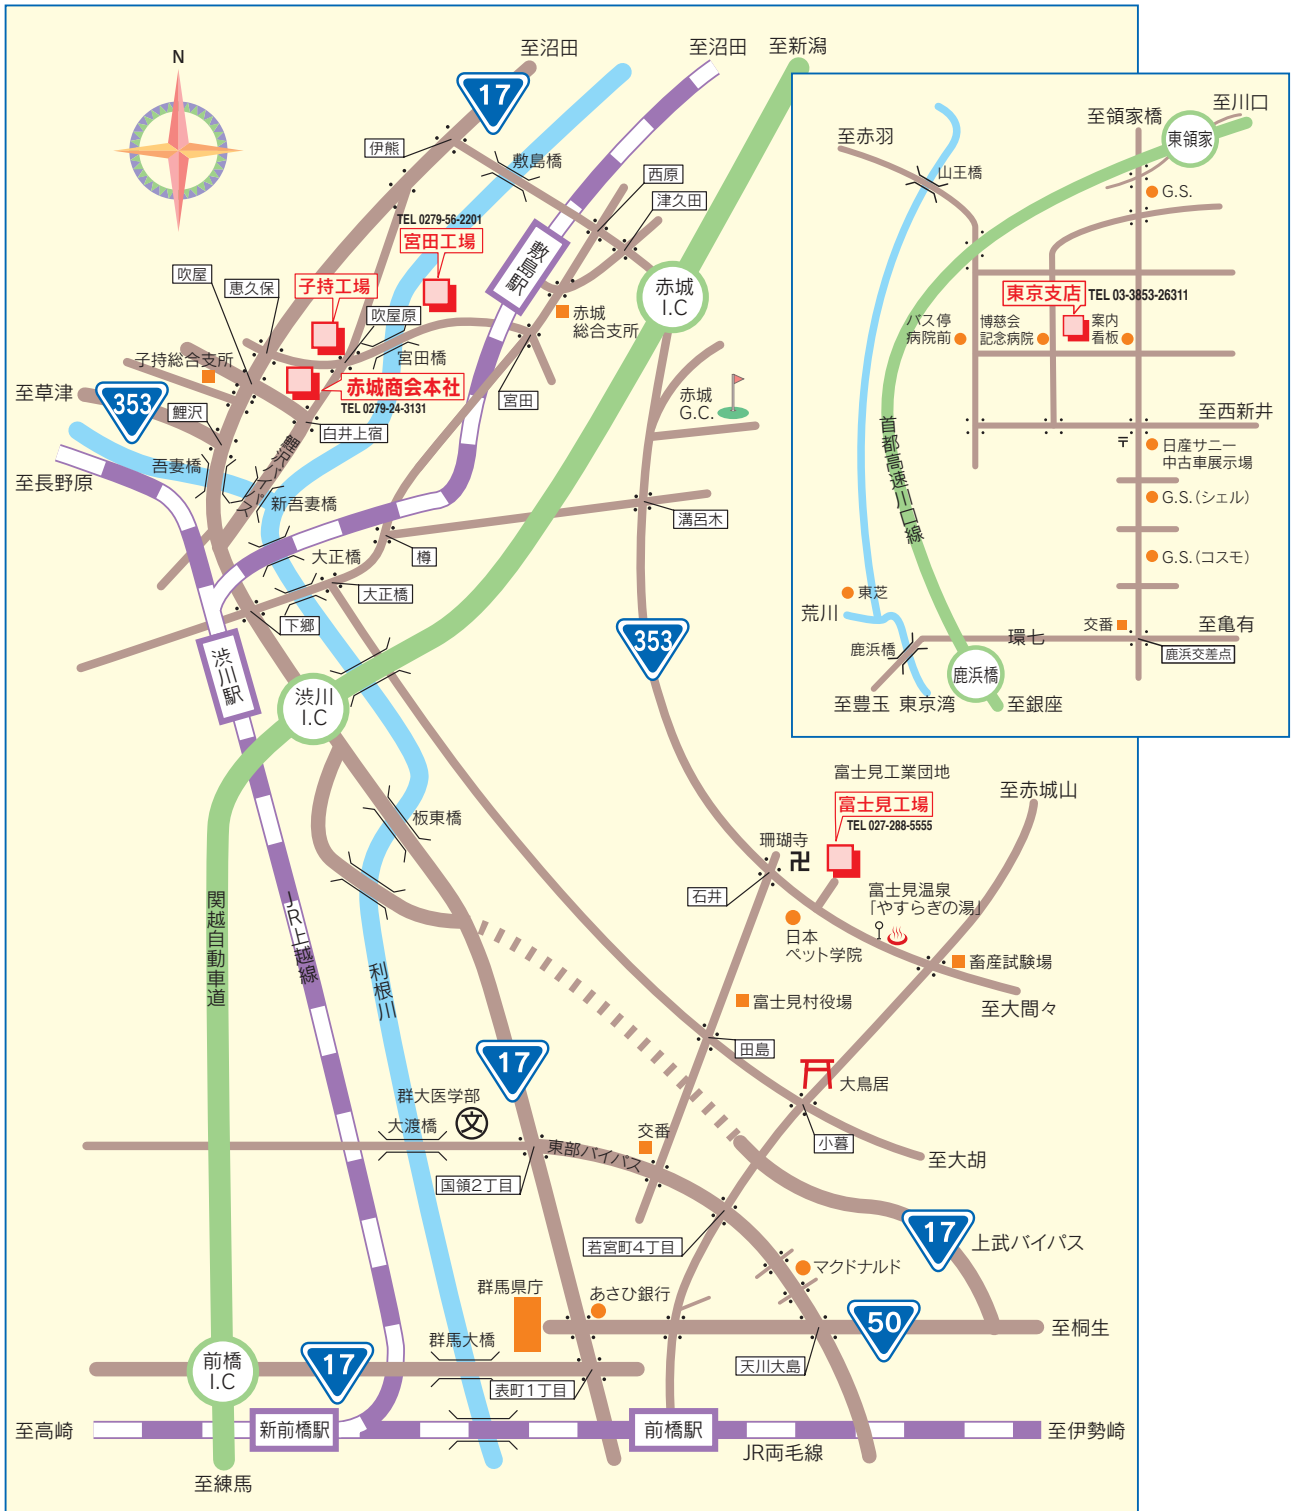 N
至沼田
至沼田
至新潟
17
伊熊
敷島橋
西原
津久田
TEL 0279-56-2201
宮田工場
敷島駅
吹屋
恵久保
子持工場
吹屋原
赤城
I.C
赤城
総合支所
宮田橋
子持総合支所
至草津
353
赤城商会本社
TEL 0279-24-3131
宮田
赤城
G.C.
鯉沢
白井上宿
鯉沢バイパス
吾妻橋
至長野原
新吾妻橋
溝呂木
大正橋
樽
大正橋
下郷
353
渋川駅
渋川
I.C
板東橋
富士見工業団地
富士見工場
TEL 027-288-5555
至赤城山
珊瑚寺
卍
石井
富士見温泉
「やすらぎの湯」
日本
ペット学院
畜産試験場
至大間々
関越自動車道
JR上越線
利根川
富士見村役場
田島
17
大鳥居
群大医学部
文
大渡橋
交番
小暮
東部バイパス
至大胡
国領2丁目
若宮町4丁目
17
上武バイパス
マクドナルド
群馬県庁
あさひ銀行
50
至桐生
群馬大橋
天川大島
前橋
I.C
17
表町1丁目
至高崎
新前橋駅
前橋駅
至伊勢崎
JR両毛線
至練馬
至川口
至領家橋
東領家
至赤羽
山王橋
G.S.
東京支店
TEL 03-3853-26311
バス停
病院前
博慈会
記念病院
案内
看板
至西新井
首都高速川口線
〒
日産サニー
中古車展示場
G.S.(シェル)
G.S.(コスモ)
東芝
荒川
交番
至亀有
鹿浜橋
環七
鹿浜交差点
鹿浜橋
至豊玉
東京湾
至銀座